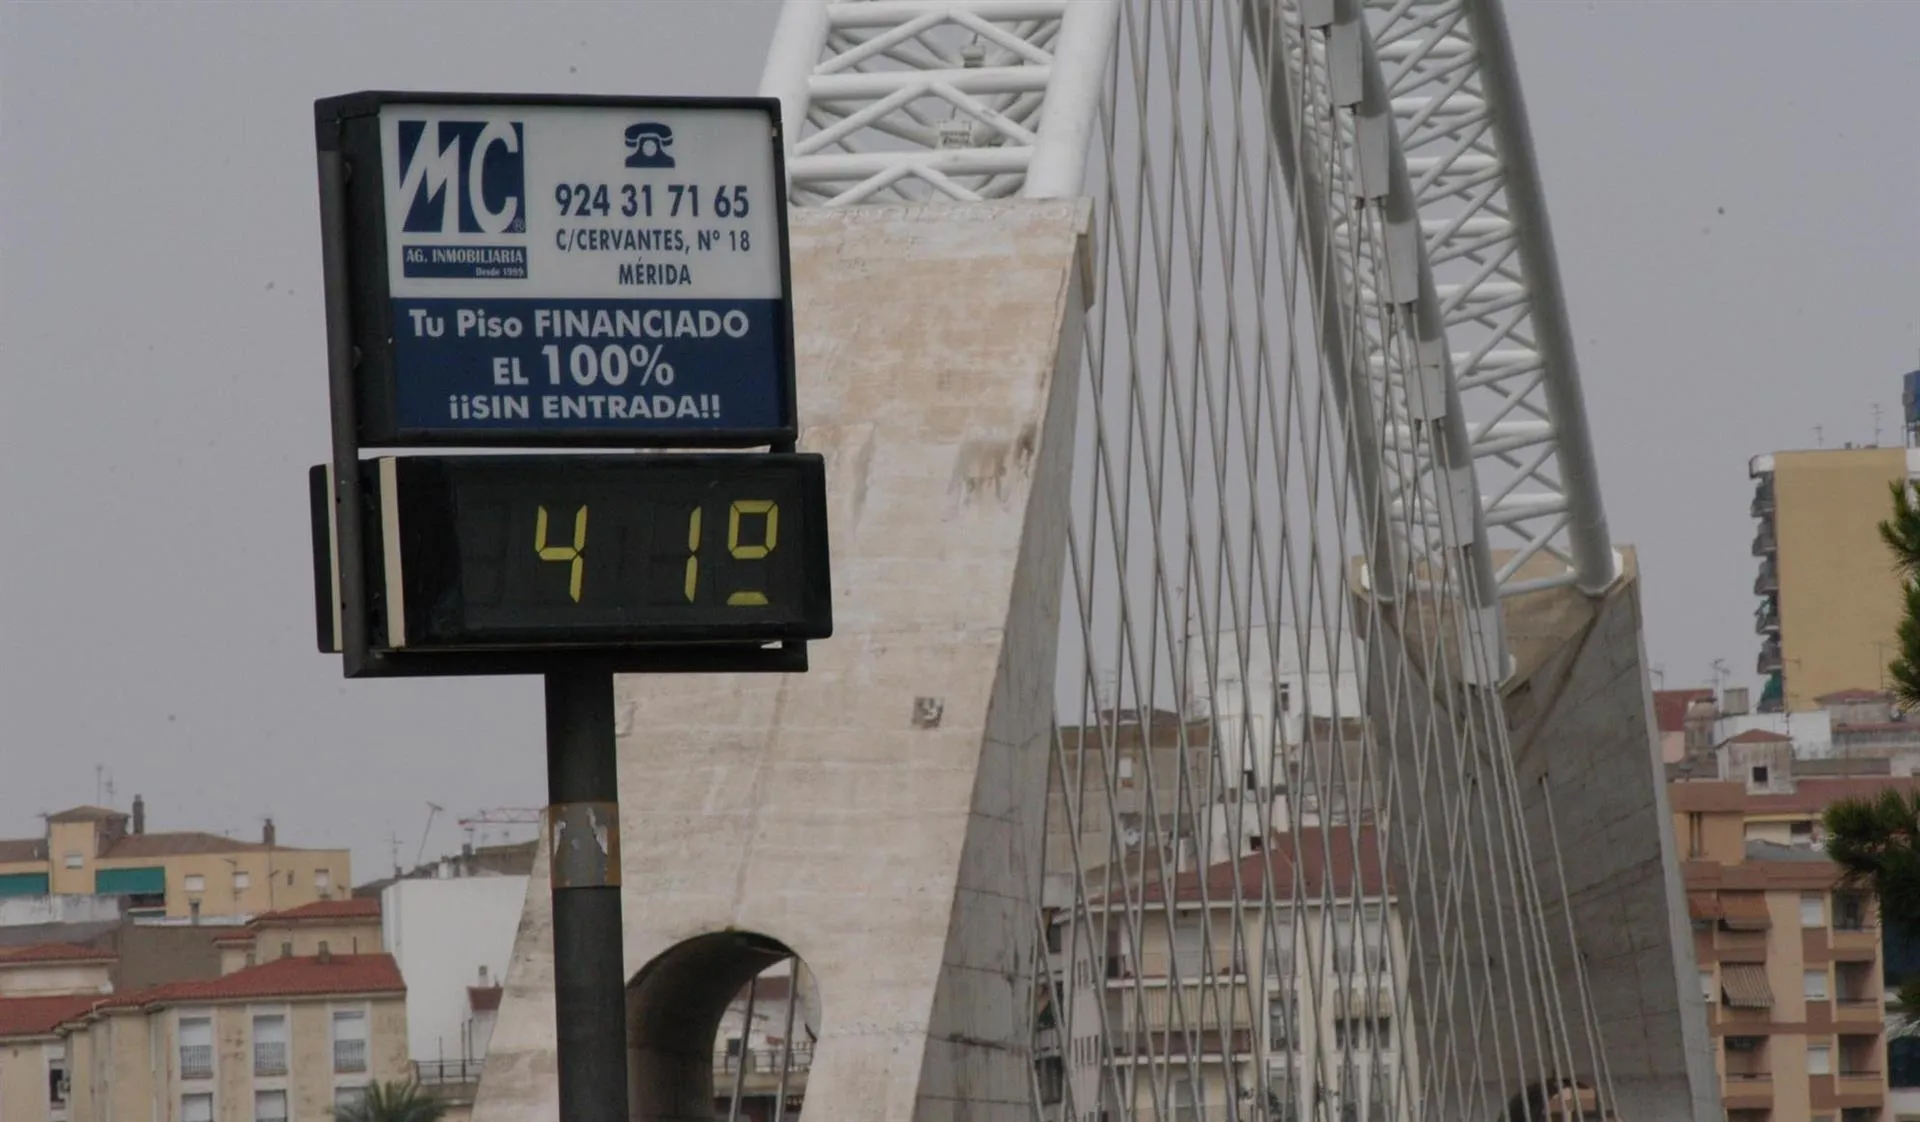 MC®
AG. INMOBILIARIA
Desde 1989
924 31 71 65
C/CERVANTES, Nº 18
MÉRIDA
Tu Piso FINANCIADO
EL 100%
¡¡SIN ENTRADA!!
41º